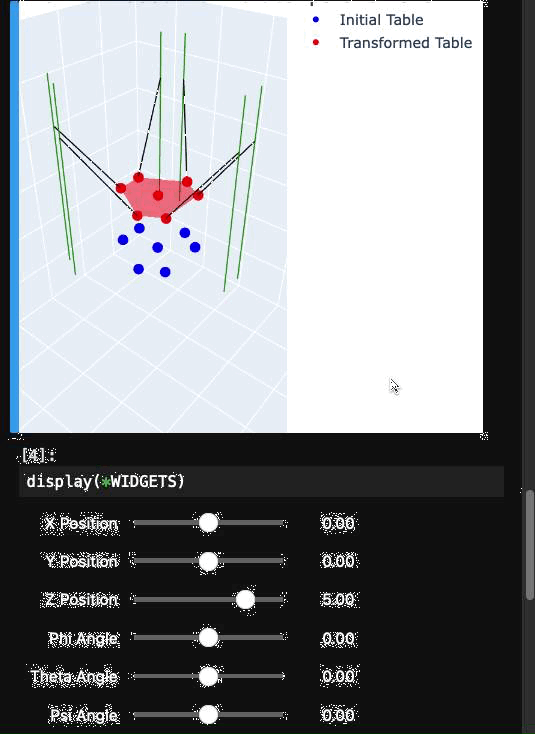 Initial Table
Transformed Table
[4]:
display(*WIDGETS)
X Position 0.00
Y Position 0.00
Z Position 5.00
Phi Angle 0.00
Theta Angle 0.00
Psi Angle 0.00